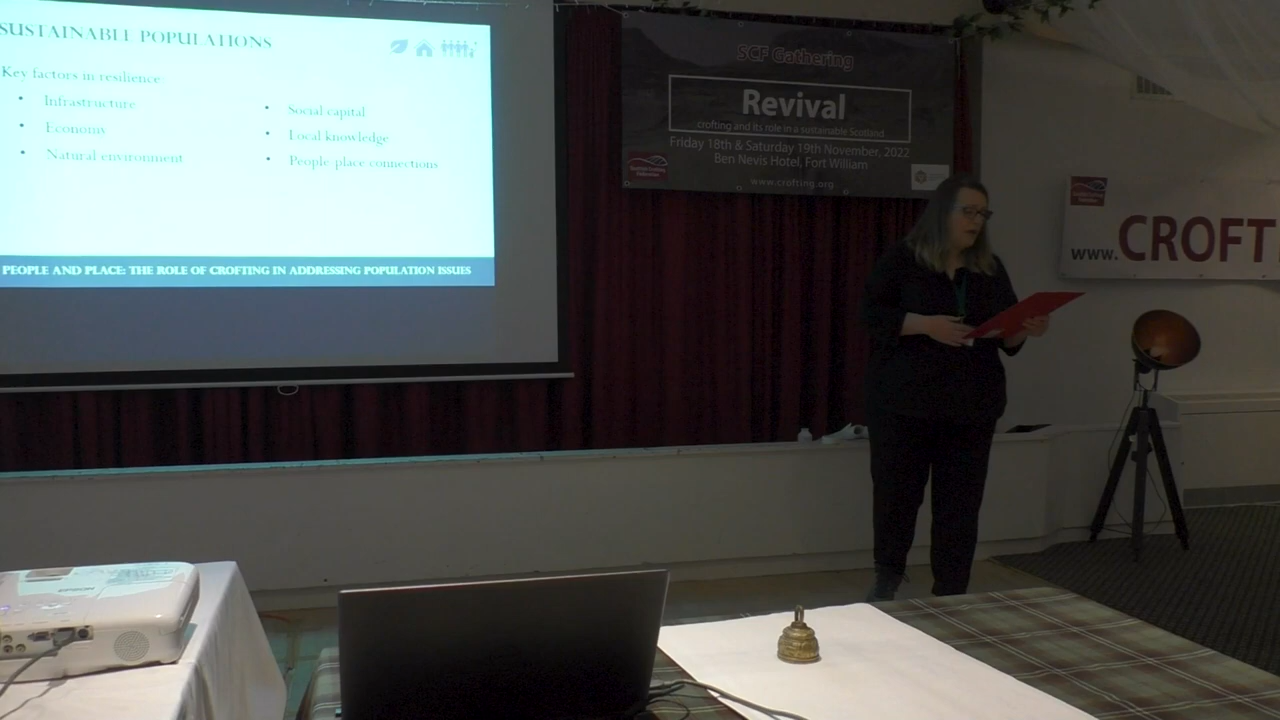 SUSTAINABLE POPULATIONS
Key factors in resilience
• Infrastructure
• Economy
• Natural environment
• Social capital
• Local knowledge
• People-place connections
PEOPLE AND PLACE: THE ROLE OF CROFTING IN ADDRESSING POPULATION ISSUES
SCF Gathering
Revival
crofting and its role in a sustainable Scotland
Friday 18th & Saturday 19th November, 2022
Ben Nevis Hotel, Fort William
www.crofting.org
www.CROFT
EPSON